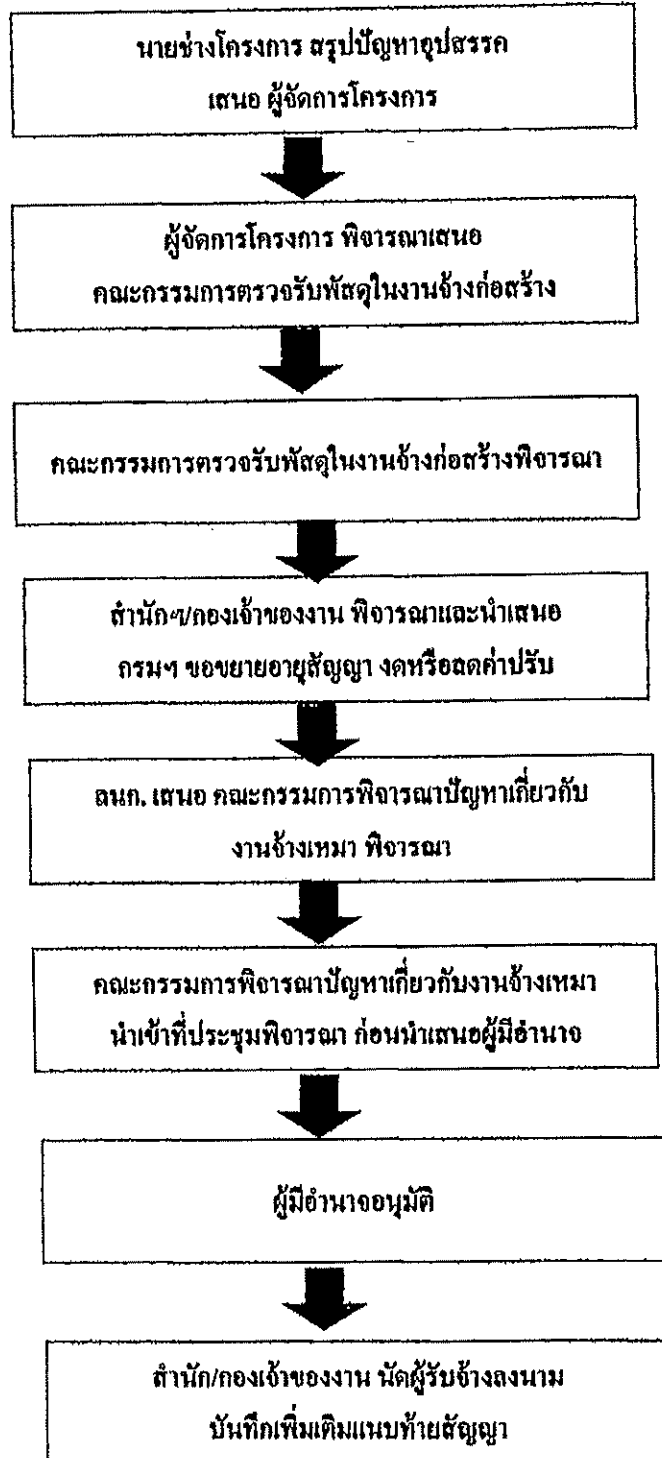 นายช่างโครงการ สรุปปัญหาอุปสรรค
เสนอ ผู้จัดการโครงการ
ผู้จัดการโครงการ พิจารณาเสนอ
คณะกรรมการตรวจรับพัสดุในงานจ้างก่อสร้าง
คณะกรรมการตรวจรับพัสดุในงานจ้างก่อสร้างพิจารณา
สำนักฯ/กองเจ้าของงาน พิจารณาและนำเสนอ
กรมฯ ขอขยายอายุสัญญา งดหรือลดค่าปรับ
ลนก. เสนอ คณะกรรมการพิจารณาปัญหาเกี่ยวกับ
งานจ้างเหมา พิจารณา
คณะกรรมการพิจารณาปัญหาเกี่ยวกับงานจ้างเหมา
นำเข้าที่ประชุมพิจารณา ก่อนนำเสนอผู้มีอำนาจ
ผู้มีอำนาจอนุมัติ
สำนัก/กองเจ้าของงาน นัดผู้รับจ้างลงนาม
บันทึกเพิ่มเติมแนบท้ายสัญญา